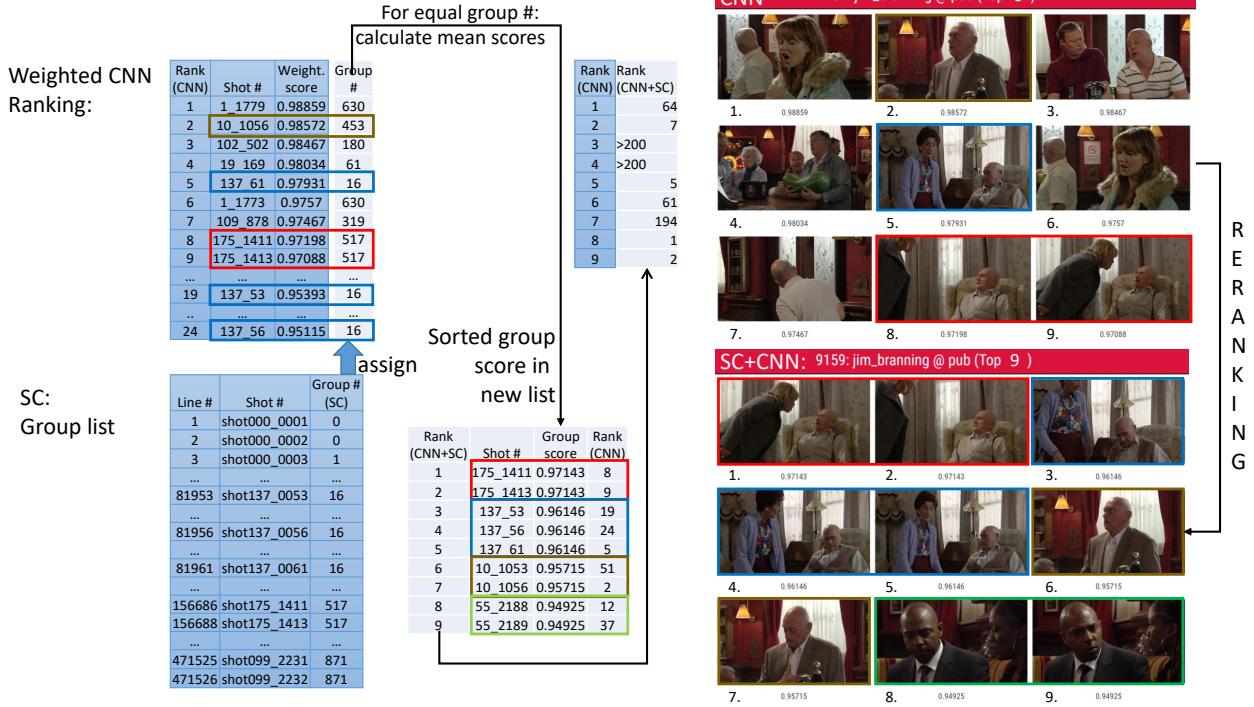 For equal group #:
calculate mean scores
Weighted CNN
Ranking:
Rank (CNN) Shot # Weight. score Group #
1 1_1779 0.98859 630
2 10_1056 0.98572 453
3 102_502 0.98467 180
4 19_169 0.98034 61
5 137_61 0.97931 16
6 1_1773 0.9757 630
7 109_878 0.97467 319
8 175_1411 0.97198 517
9 175_1413 0.97088 517
... ... ... ...
19 137_53 0.95393 16
.. ... ... ...
24 137_56 0.95115 16
assign
SC:
Group list
Line # Shot # Group # (SC)
1 shot000_0001 0
2 shot000_0002 0
3 shot000_0003 1
... ... ...
81953 shot137_0053 16
... ... ...
81956 shot137_0056 16
... ... ...
81961 shot137_0061 16
... ... ...
156686 shot175_1411 517
156688 shot175_1413 517
... ... ...
471525 shot099_2231 871
471526 shot099_2232 871
Sorted group
score in
new list
Rank (CNN+SC) Shot # Group score Rank (CNN)
1 175_1411 0.97143 8
2 175_1413 0.97143 9
3 137_53 0.96146 19
4 137_56 0.96146 24
5 137_61 0.96146 5
6 10_1053 0.95715 51
7 10_1056 0.95715 2
8 55_2188 0.94925 12
9 55_2189 0.94925 37
Rank (CNN) Rank (CNN+SC)
1 64
2 7
3 >200
4 >200
5 5
6 61
7 194
8 1
9 2
CNN
1. 0.98859 2. 0.98572 3. 0.98467
4. 0.98034 5. 0.97931 6. 0.9757
7. 0.97467 8. 0.97198 9. 0.97088
SC+CNN: 9159: jim_branning @ pub (Top 9 )
1. 0.97143 2. 0.97143 3. 0.96146
4. 0.96146 5. 0.96146 6. 0.95715
7. 0.95715 8. 0.94925 9. 0.94925
R
E
R
A
N
K
I
N
G